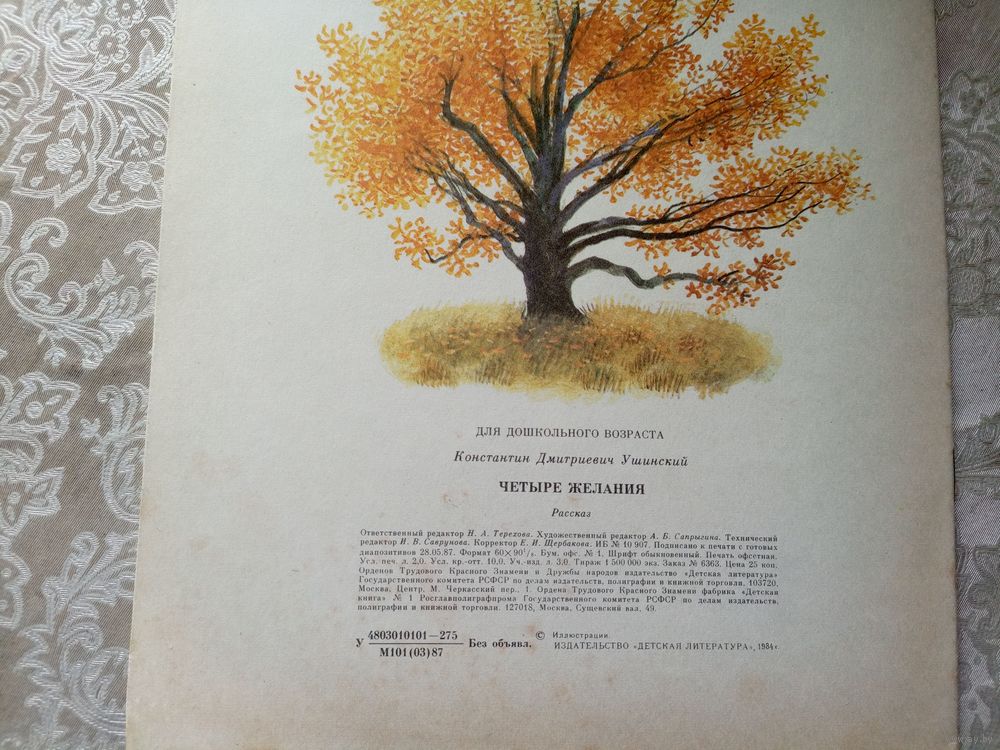 ДЛЯ ДОШКОЛЬНОГО ВОЗРАСТА
Константин Дмитриевич Ушинский
ЧЕТЫРЕ ЖЕЛАНИЯ
Рассказ
Ответственный редактор Н. А. Терехова. Художественный редактор А. Б. Сапрыгина. Технический
редактор И. В. Саврунова. Корректор Е. И. Щербакова. ИБ № 10 907. Подписано к печати с готовых
диапозитивов 28.05.87. Формат 60×90¹/₈. Бум. офс. № 1. Шрифт обыкновенный. Печать офсетная.
Усл. печ. л. 2,0. Усл. кр.-отт. 10,0. Уч.-изд. л. 3,0. Тираж 1 500 000 экз. Заказ № 6363. Цена 25 коп.
Орденов Трудового Красного Знамени и Дружбы народов издательство «Детская литература»
Государственного комитета РСФСР по делам издательств, полиграфии и книжной торговли. 103720,
Москва, Центр, М. Черкасский пер., 1. Ордена Трудового Красного Знамени фабрика «Детская
книга» № 1 Росглавполиграфпрома Государственного комитета РСФСР по делам издательств,
полиграфии и книжной торговли. 127018, Москва, Сущевский вал, 49.
У 4803010101—275
М101(03)87 Без объявл.
© Иллюстрации.
ИЗДАТЕЛЬСТВО «ДЕТСКАЯ ЛИТЕРАТУРА», 1984 г.